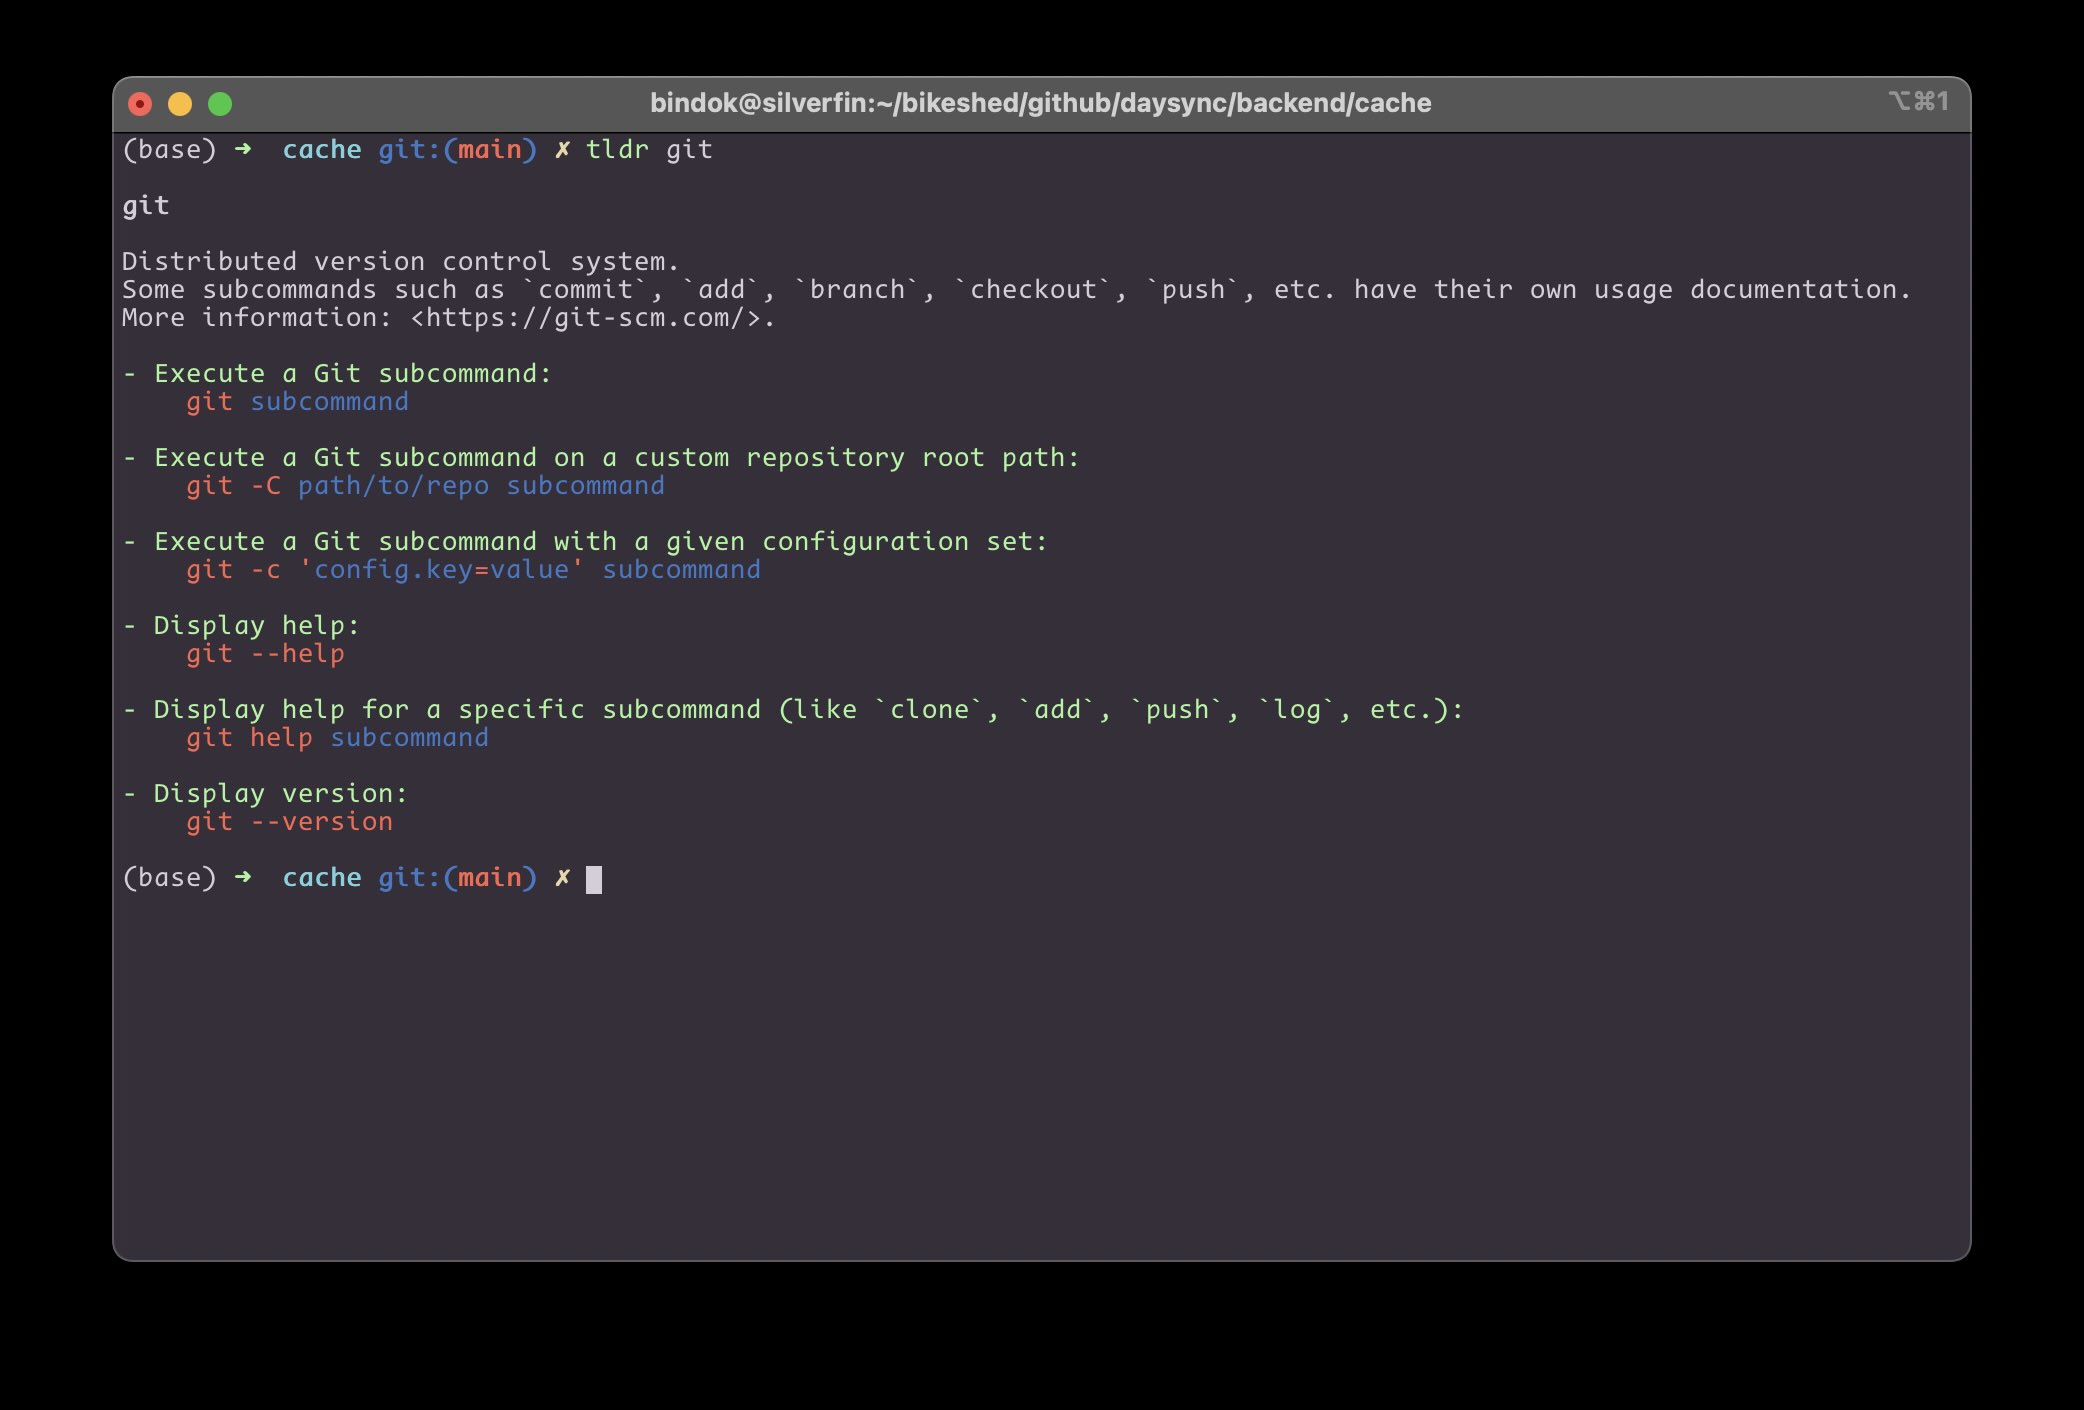 bindok@silverfin:~/bikeshed/github/daysync/backend/cache ⌥⌘1
(base) ➜  cache git:(main) ✗ tldr git
git
Distributed version control system.
Some subcommands such as `commit`, `add`, `branch`, `checkout`, `push`, etc. have their own usage documentation.
More information: <https://git-scm.com/>.
- Execute a Git subcommand:
    git subcommand
- Execute a Git subcommand on a custom repository root path:
    git -C path/to/repo subcommand
- Execute a Git subcommand with a given configuration set:
    git -c 'config.key=value' subcommand
- Display help:
    git --help
- Display help for a specific subcommand (like `clone`, `add`, `push`, `log`, etc.):
    git help subcommand
- Display version:
    git --version
(base) ➜  cache git:(main) ✗